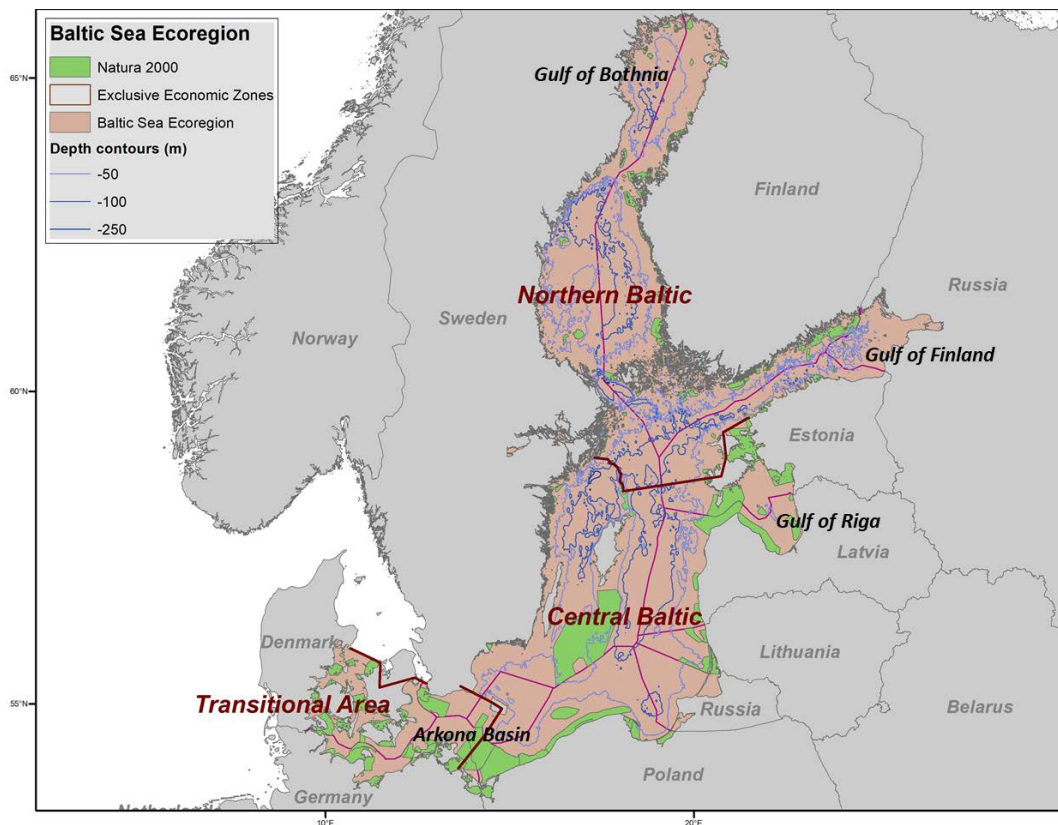 Baltic Sea Ecoregion
Natura 2000
Exclusive Economic Zones
Baltic Sea Ecoregion
Depth contours (m)
-50
-100
-250
65°N
60°N
55°N
10°E
20°E
Gulf of Bothnia
Finland
Northern Baltic
Russia
Sweden
Norway
Gulf of Finland
Estonia
Gulf of Riga
Latvia
Central Baltic
Denmark
Lithuania
Transitional Area
Russia
Belarus
Arkona Basin
Poland
Germany
Netherlands